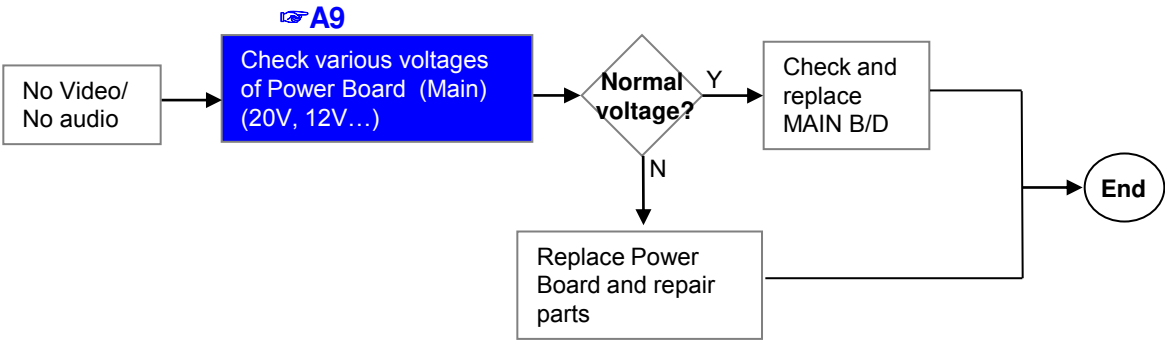 ☞A9
No Video/
No audio
Check various voltages
of Power Board (Main)
(20V, 12V…)
Normal
voltage?
Y
Check and
replace
MAIN B/D
N
Replace Power
Board and repair
parts
End